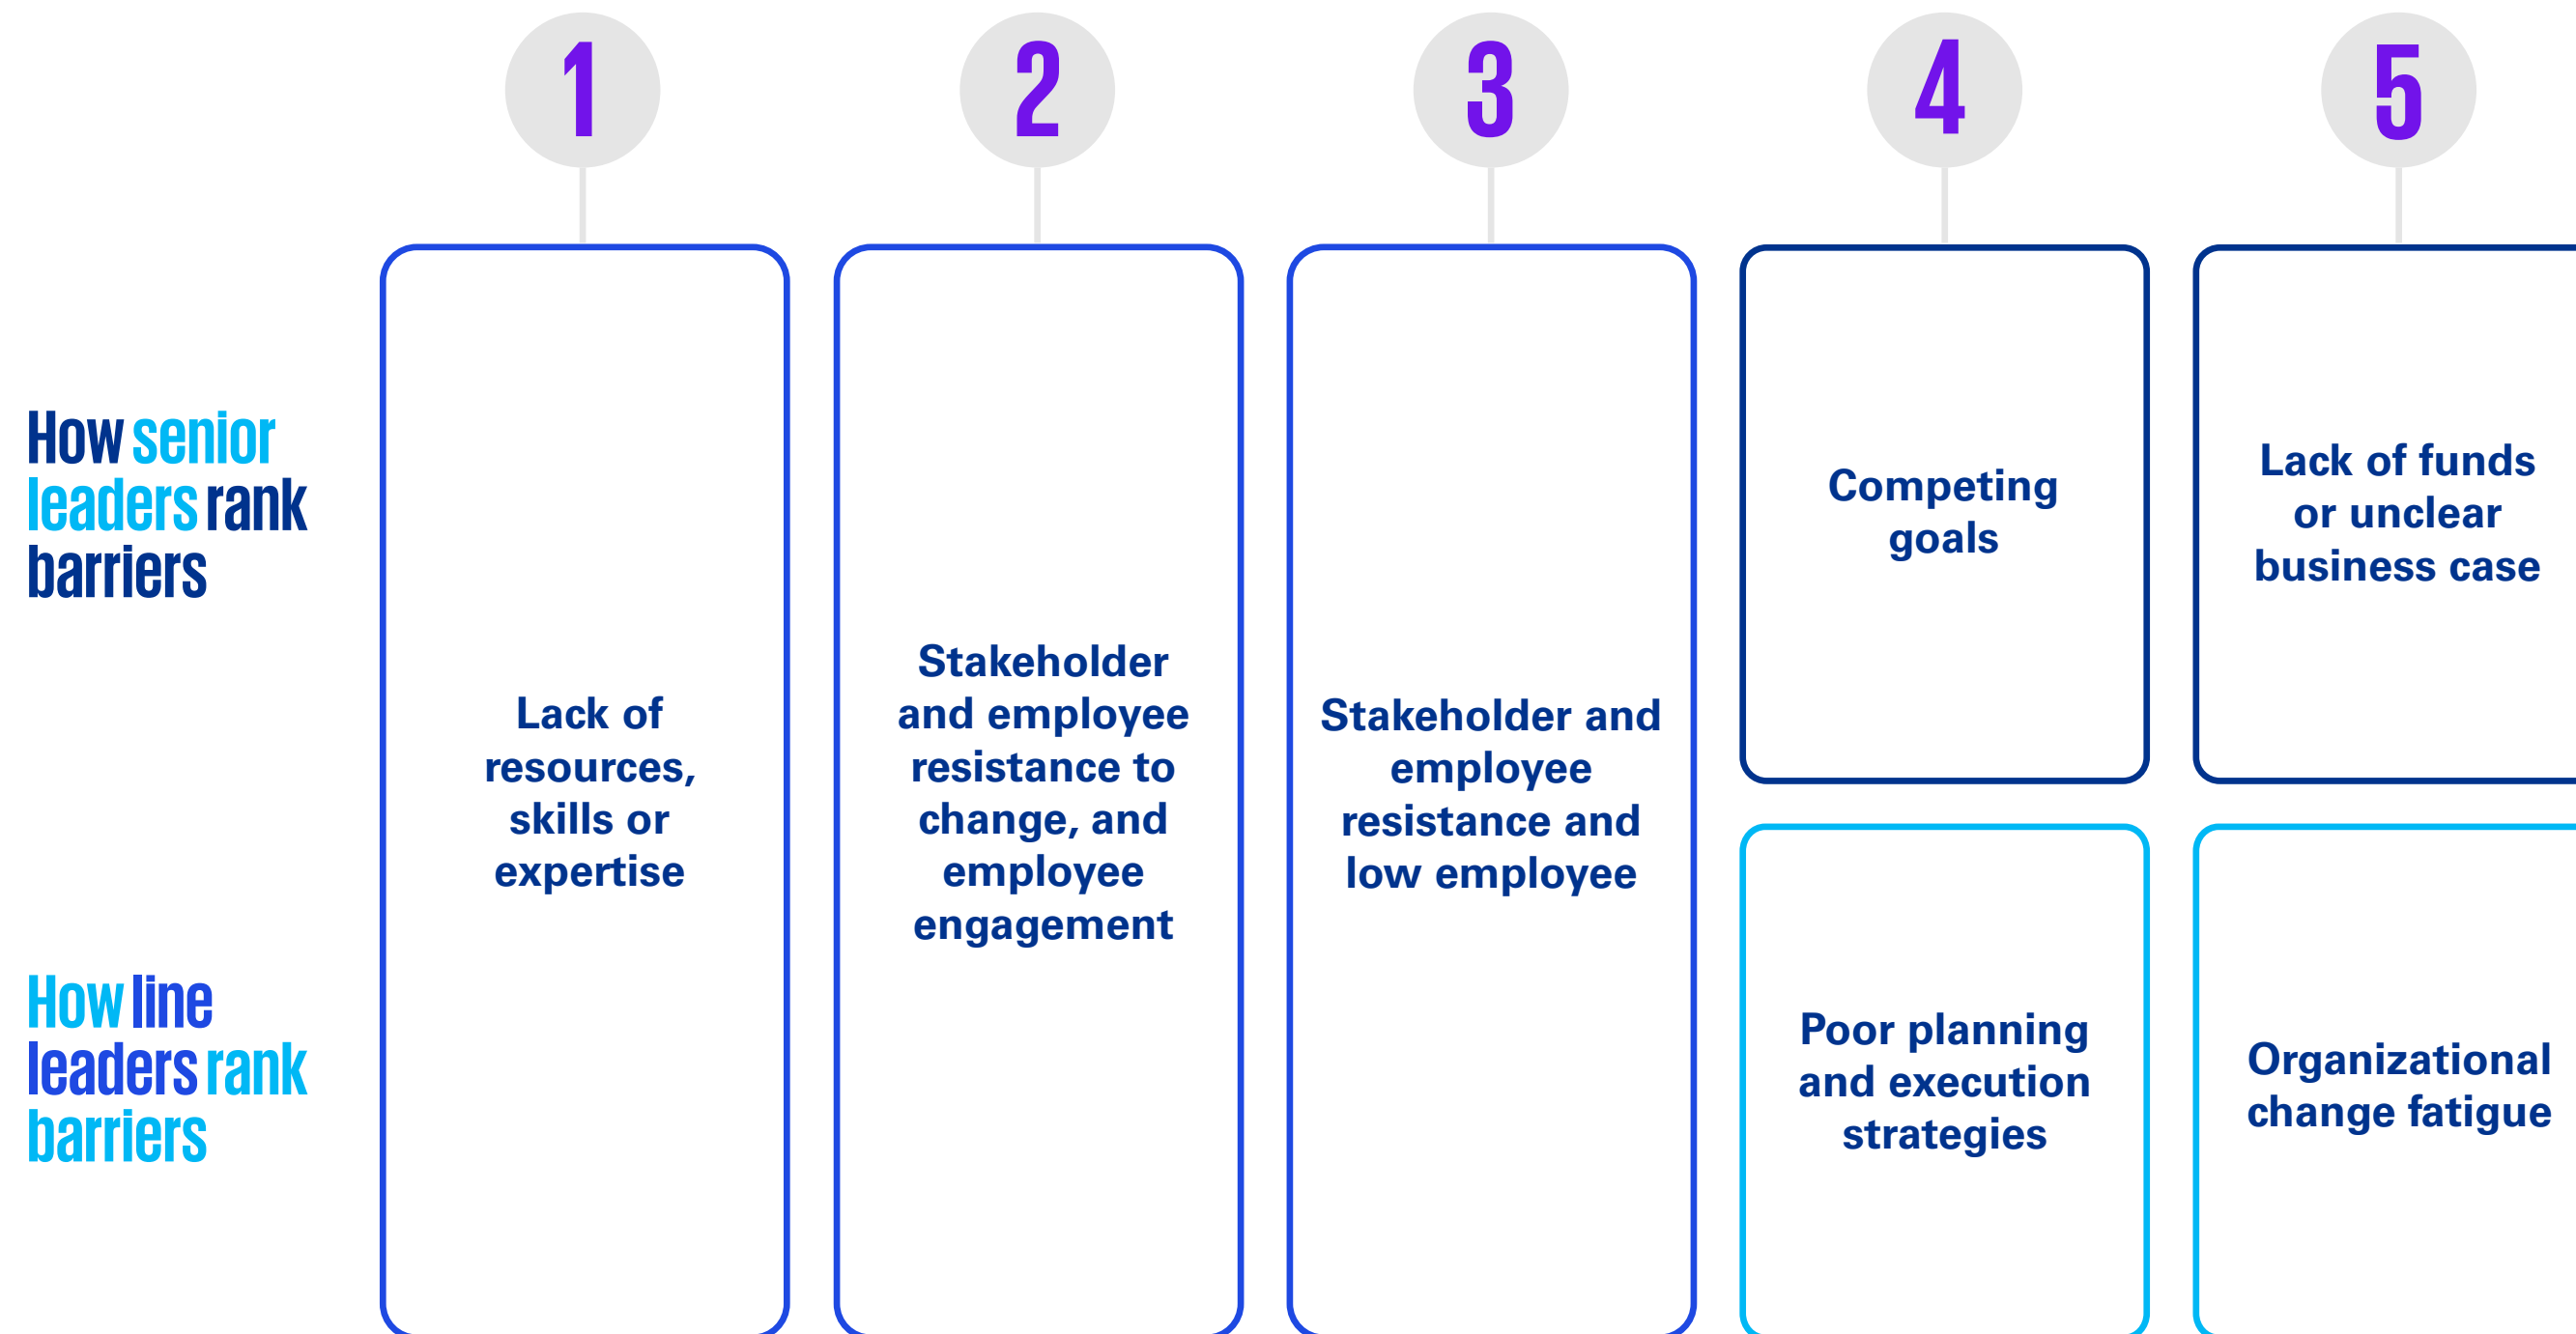 1
2
3
4
5
How senior
leaders rank
barriers
How line
leaders rank
barriers
Lack of
resources,
skills or
expertise
Stakeholder
and employee
resistance to
change, and
employee
engagement
Stakeholder and
employee
resistance and
low employee
Competing
goals
Lack of funds
or unclear
business case
Poor planning
and execution
strategies
Organizational
change fatigue